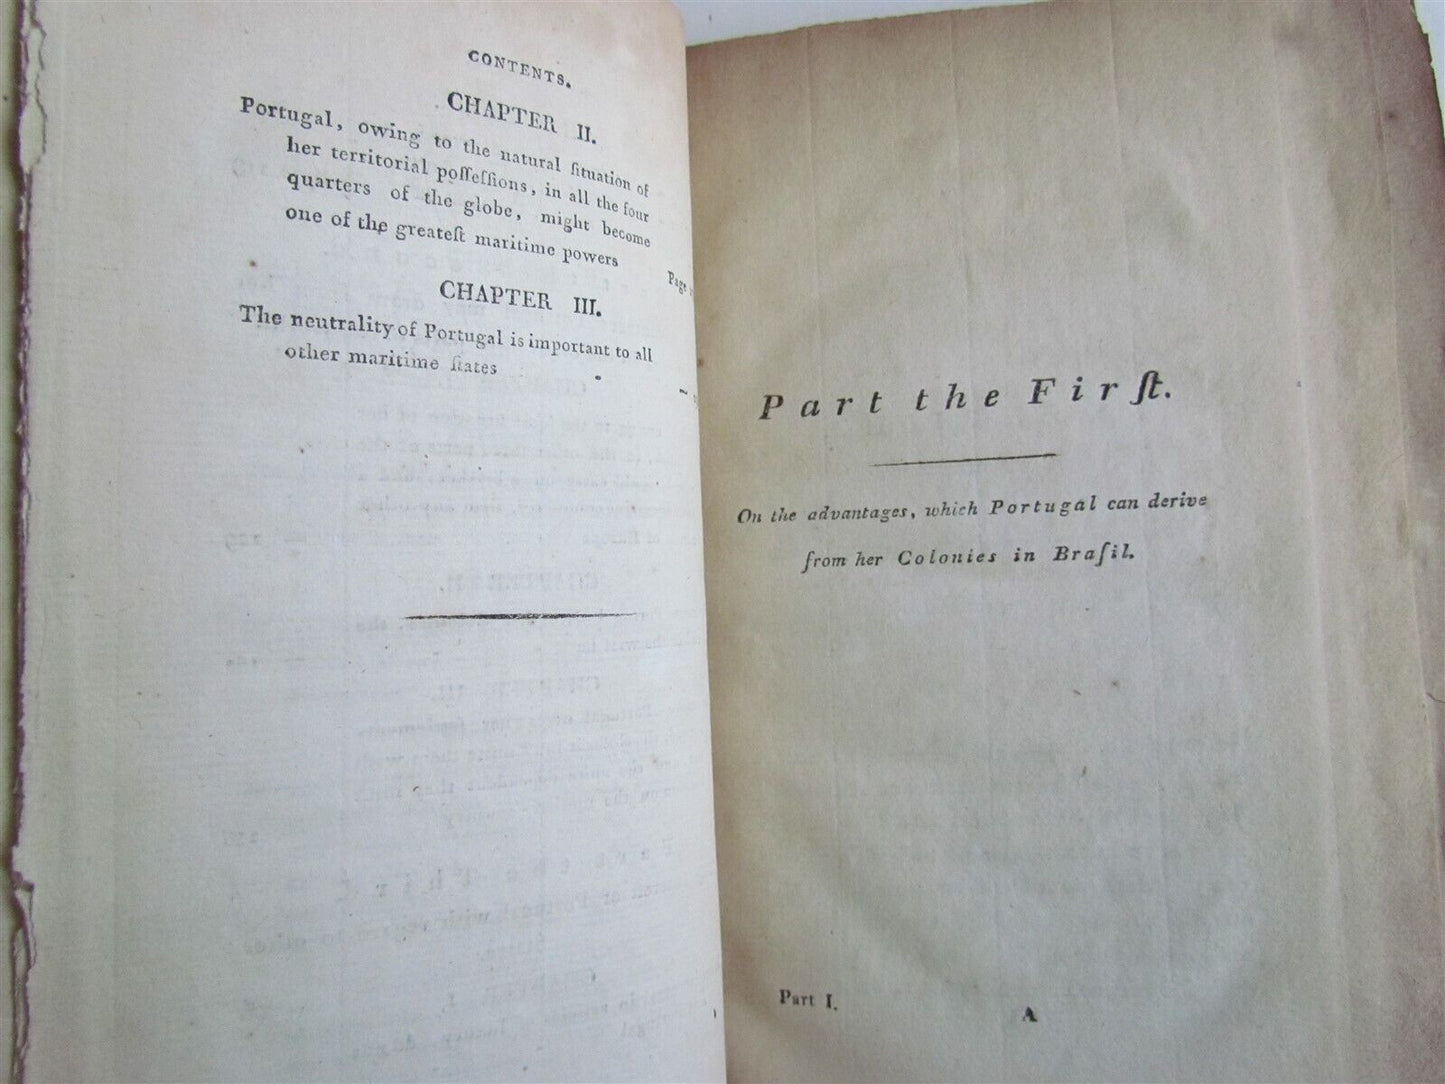 CONTENTS.
CHAPTER II.
Portugal, owing to the natural ſituation of
her territorial poſſeſſions, in all the four
quarters of the globe, might become
one of the greateſt maritime powers
Page
CHAPTER III.
The neutrality of Portugal is important to all
other maritime ſtates
Part the Firſt.
On the advantages, which Portugal can derive
from her Colonies in Braſil.
Part I.
A